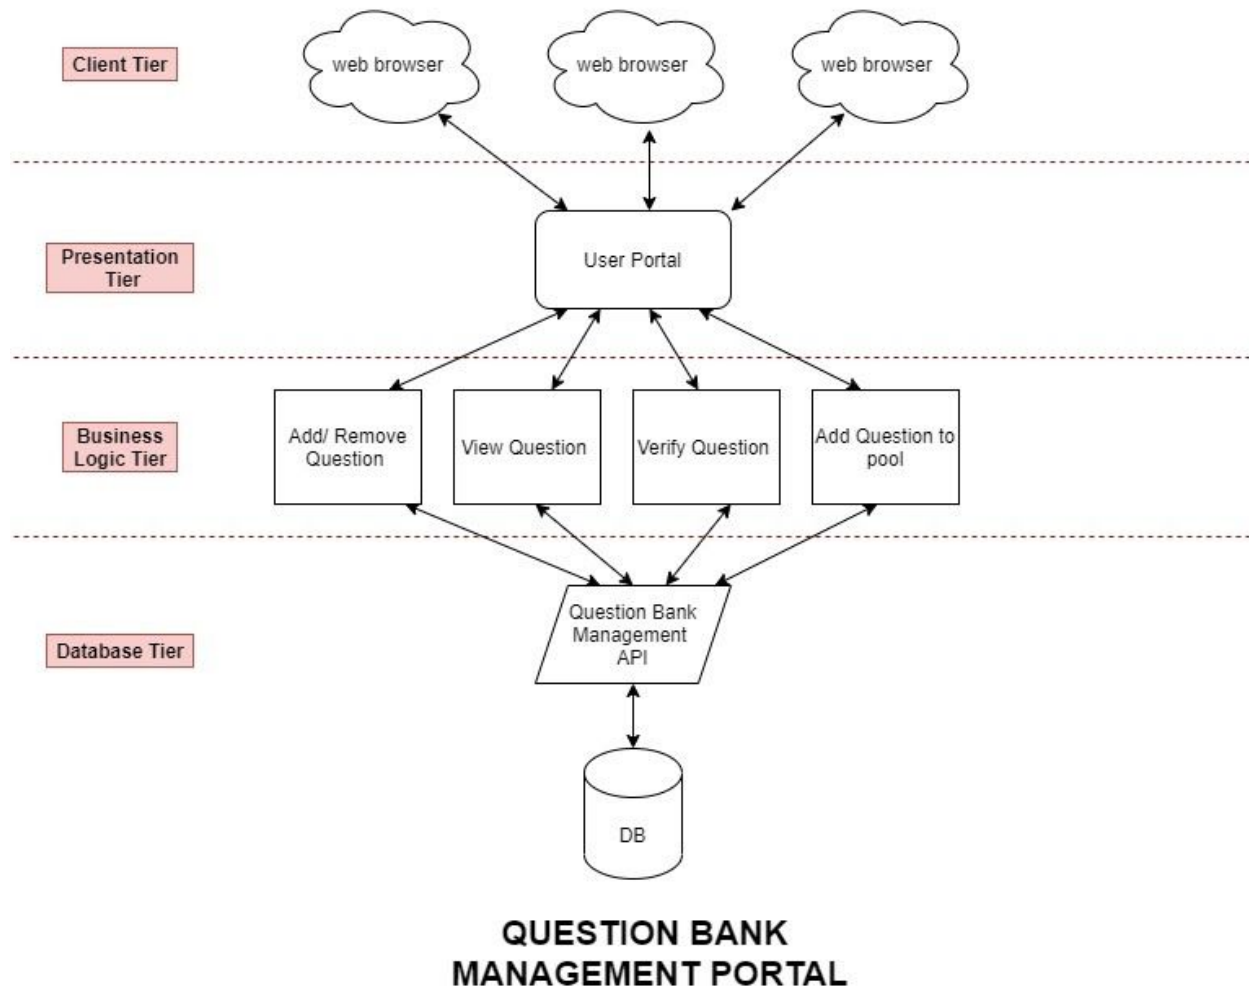 Client Tier
web browser
web browser
web browser
Presentation
Tier
User Portal
Business
Logic Tier
Add/ Remove
Question
View Question
Verify Question
Add Question to
pool
Database Tier
Question Bank
Management
API
DB
QUESTION BANK
MANAGEMENT PORTAL